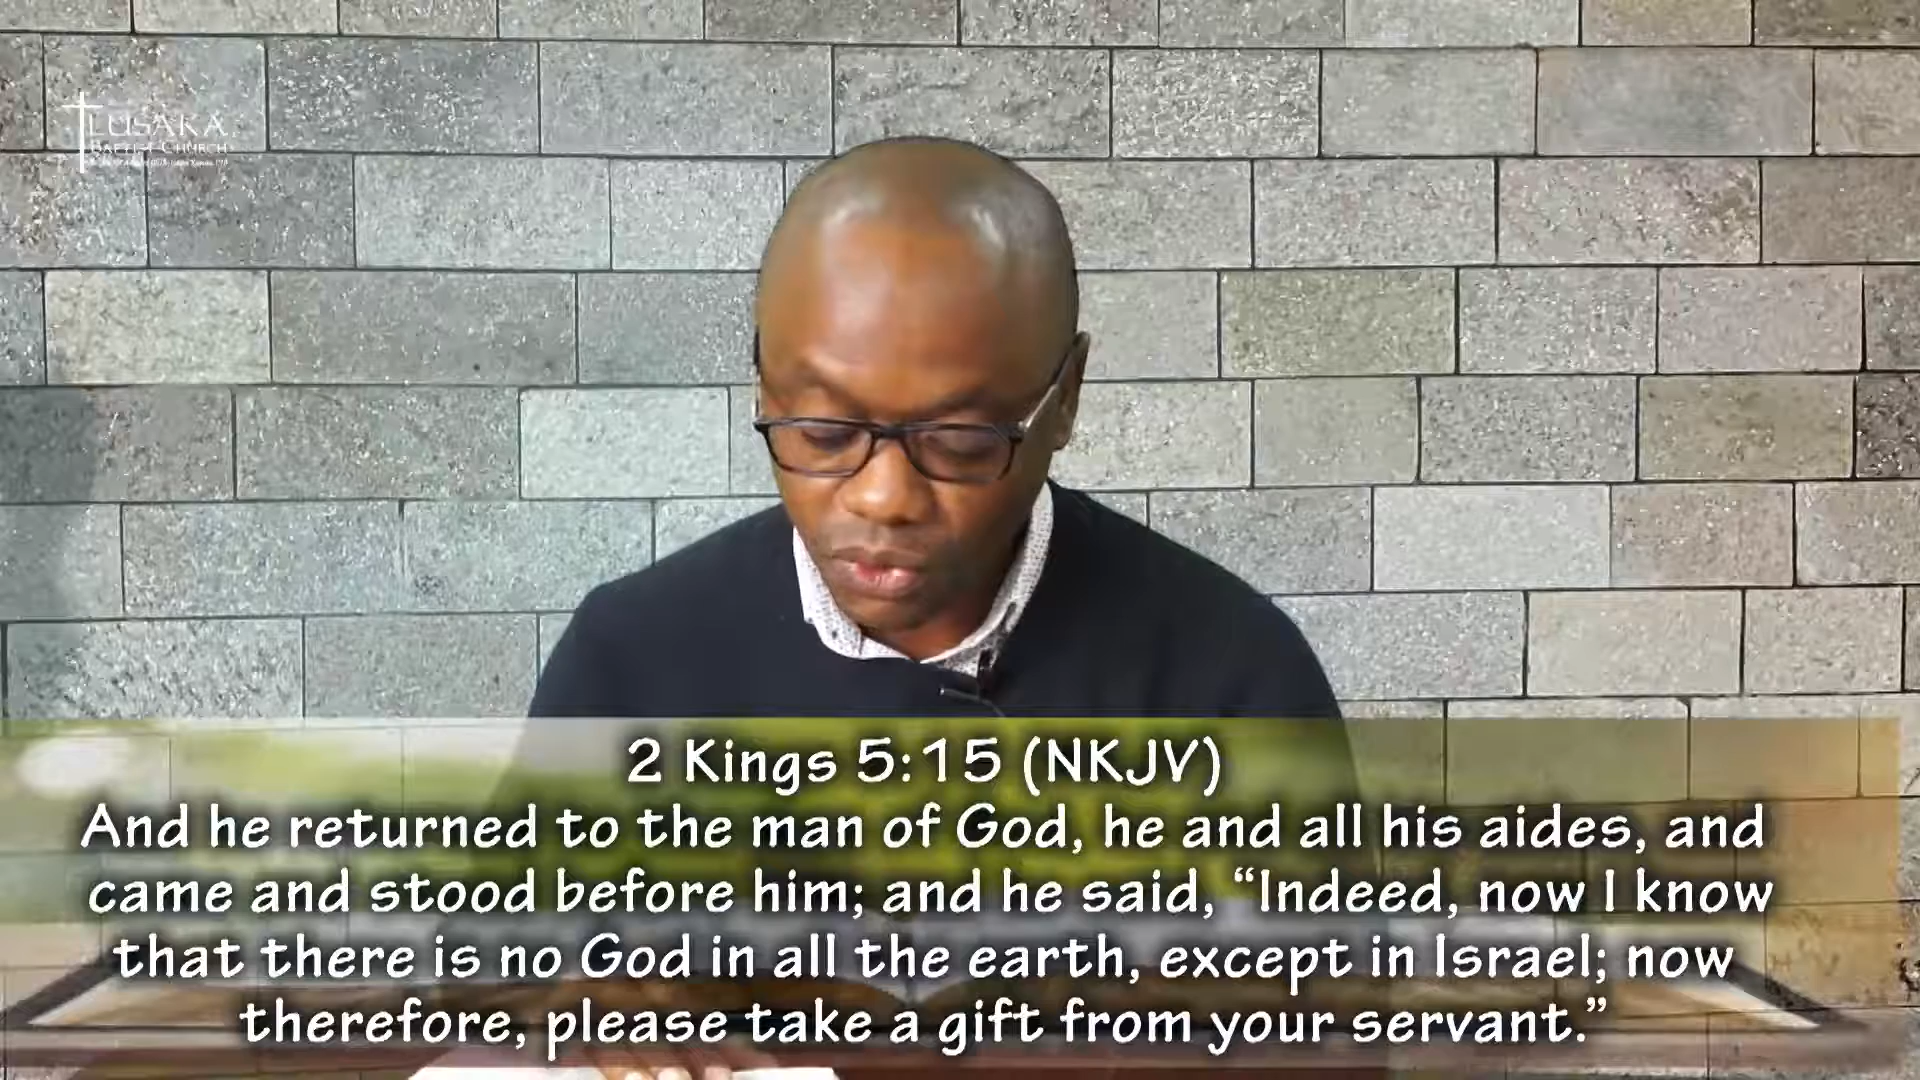 LUSAKA
BAPTIST CHURCH
2 Kings 5:15 (NKJV)
And he returned to the man of God, he and all his aides, and
came and stood before him; and he said, “Indeed, now I know
that there is no God in all the earth, except in Israel; now
therefore, please take a gift from your servant.”